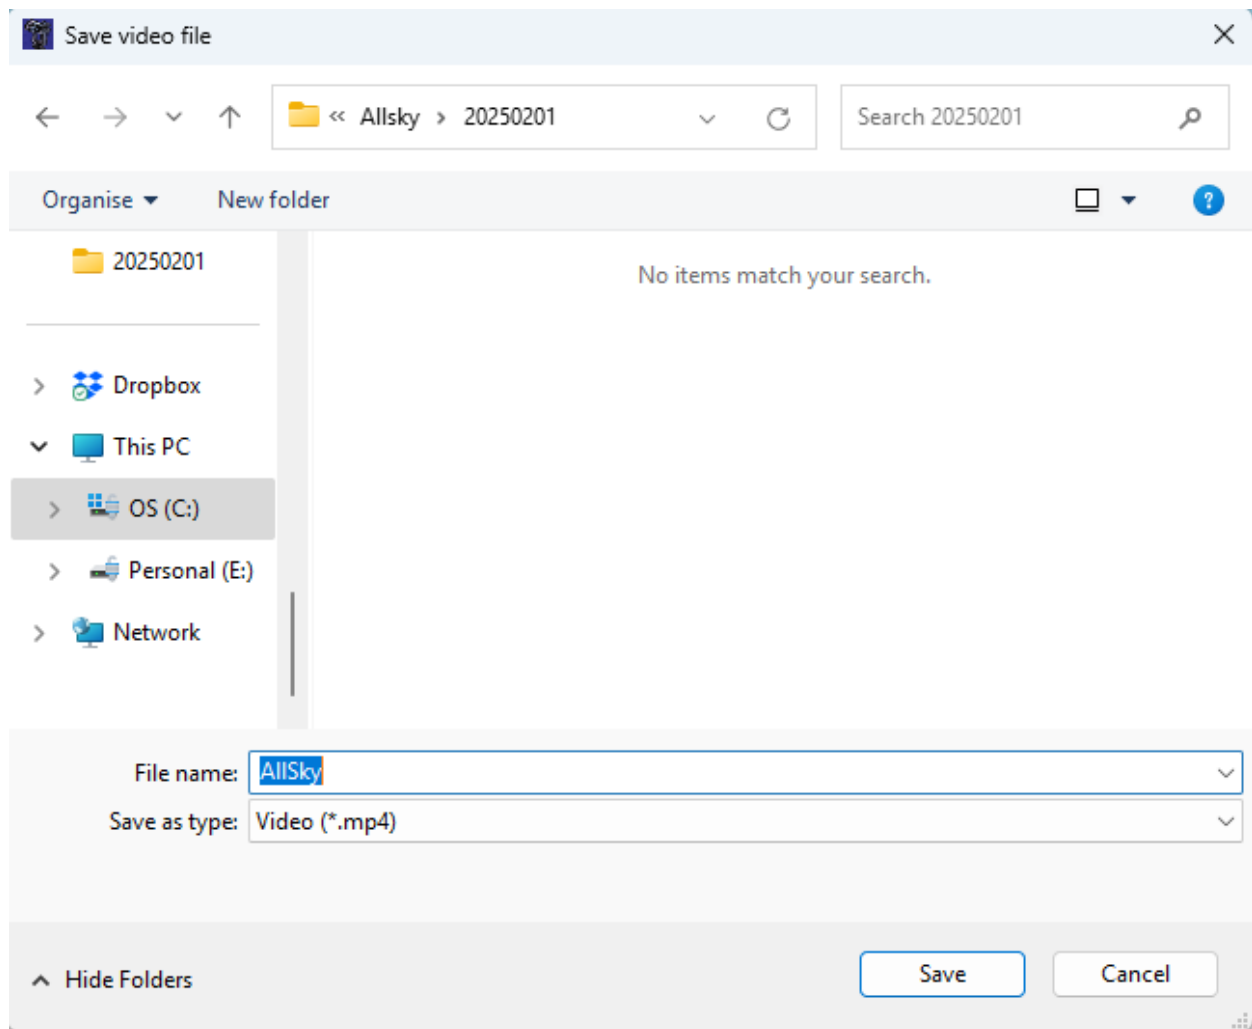 Save video file
« Allsky > 20250201
Search 20250201
Organise
New folder
?
20250201
No items match your search.
Dropbox
This PC
OS (C:)
Personal (E:)
Network
File name: AllSky
Save as type: Video (*.mp4)
Hide Folders
Save
Cancel